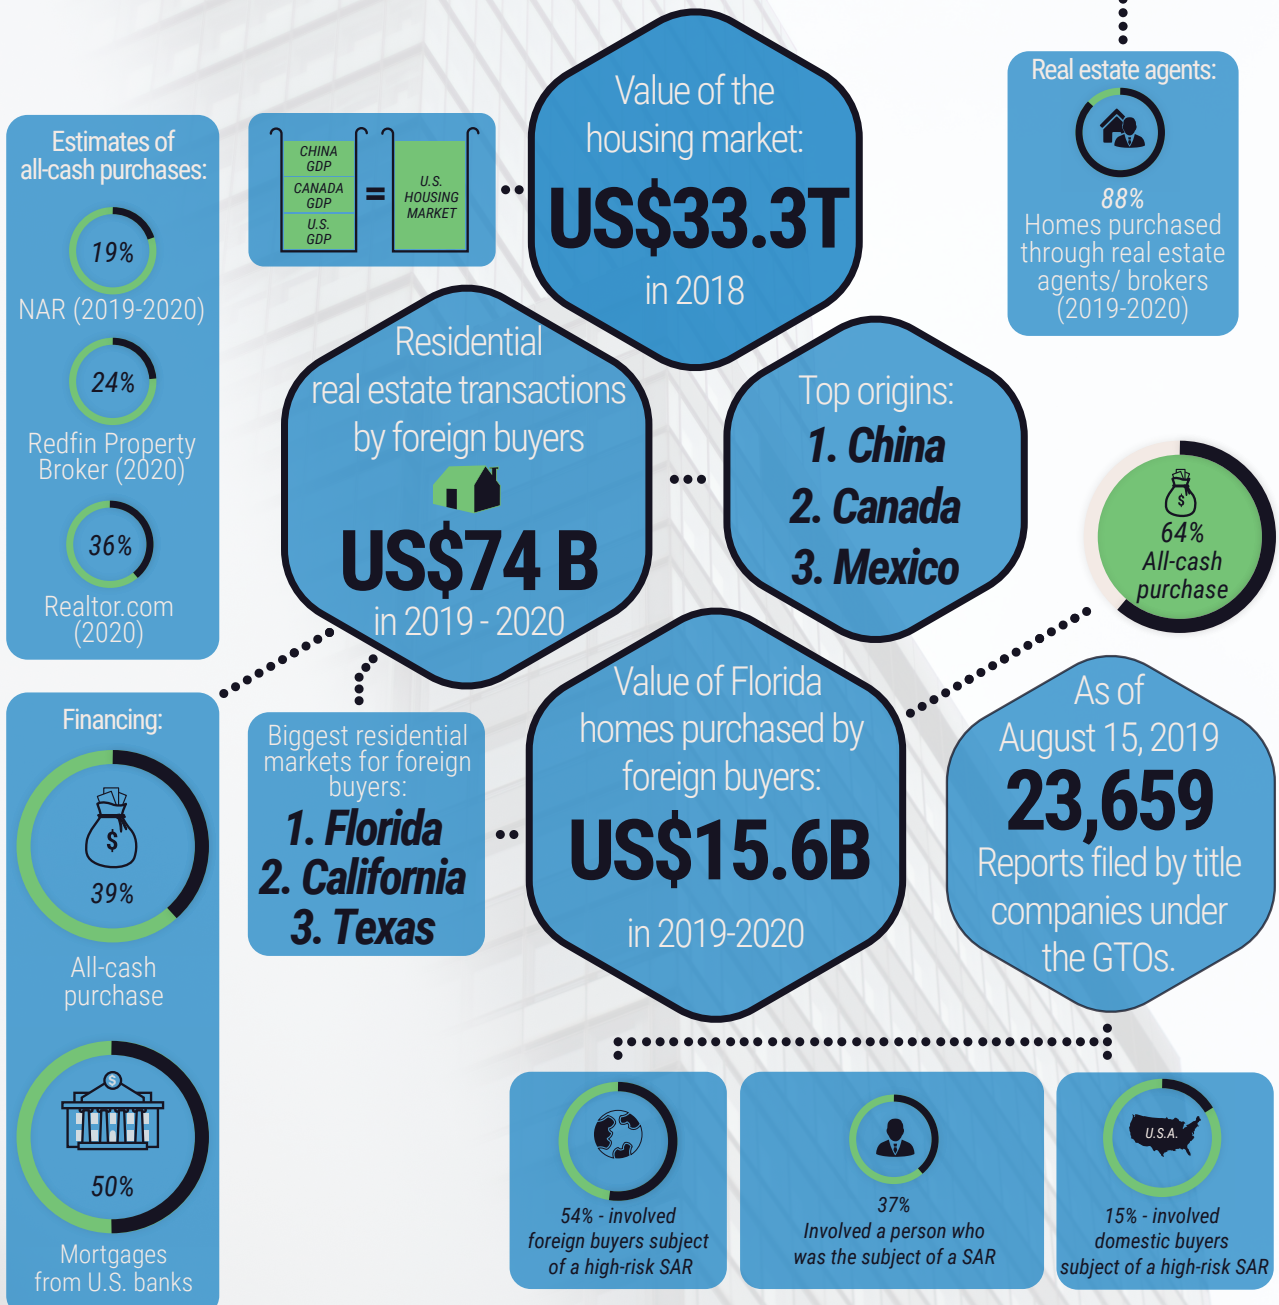 Value of the
housing market:
US$33.3T
in 2018
CHINA
GDP
CANADA
GDP
U.S.
GDP
=
U.S.
HOUSING
MARKET
Real estate agents:
88%
Homes purchased
through real estate
agents/ brokers
(2019-2020)
Estimates of
all-cash purchases:
19%
NAR (2019-2020)
24%
Redfin Property
Broker (2020)
36%
Realtor.com
(2020)
Residential
real estate transactions
by foreign buyers
US$74 B
in 2019 - 2020
Top origins:
1. China
2. Canada
3. Mexico
$
64%
All-cash
purchase
Financing:
$
39%
All-cash
purchase
$
50%
Mortgages
from U.S. banks
Biggest residential
markets for foreign
buyers:
1. Florida
2. California
3. Texas
Value of Florida
homes purchased by
foreign buyers:
US$15.6B
in 2019-2020
As of
August 15, 2019
23,659
Reports filed by title
companies under
the GTOs.
54% - involved
foreign buyers subject
of a high-risk SAR
37%
Involved a person who
was the subject of a SAR
U.S.A.
15% - involved
domestic buyers
subject of a high-risk SAR